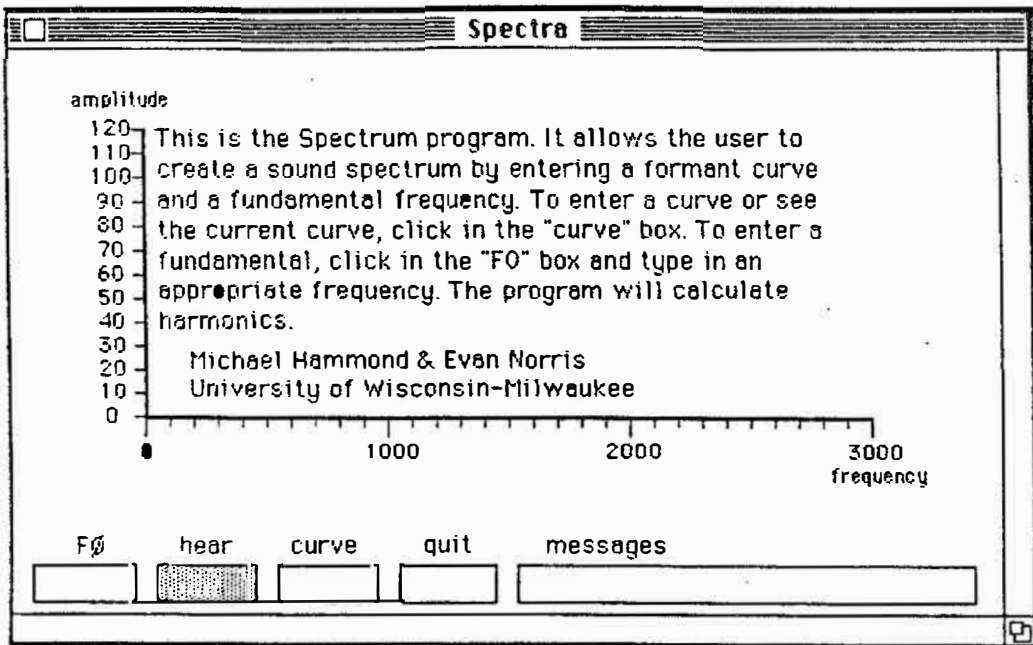 Spectra
amplitude
120
110
100
90
80
70
60
50
40
30
20
10
0
This is the Spectrum program. It allows the user to
create a sound spectrum by entering a formant curve
and a fundamental frequency. To enter a curve or see
the current curve, click in the "curve" box. To enter a
fundamental, click in the "F0" box and type in an
appropriate frequency. The program will calculate
harmonics.
Michael Hammond & Evan Norris
University of Wisconsin-Milwaukee
0 1000 2000 3000
frequency
FØ hear curve quit messages